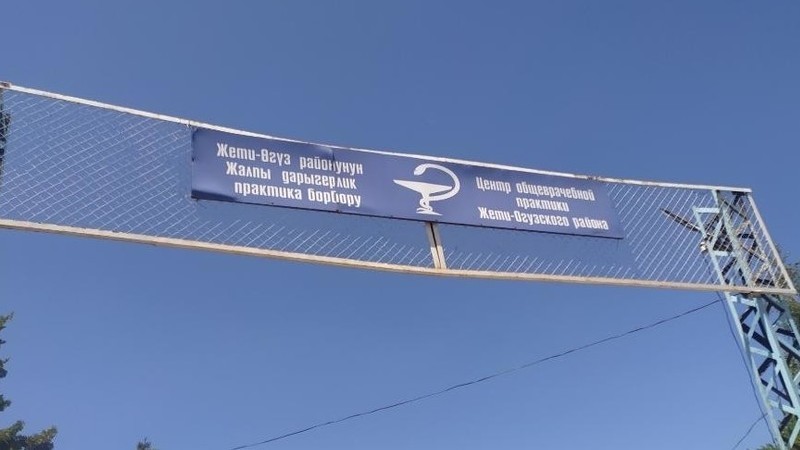 Жети-Өгүз районунун
Жалпы дарыгерлик
практика борбору
Центр общеврачебной
практики
Жети-Огузского района